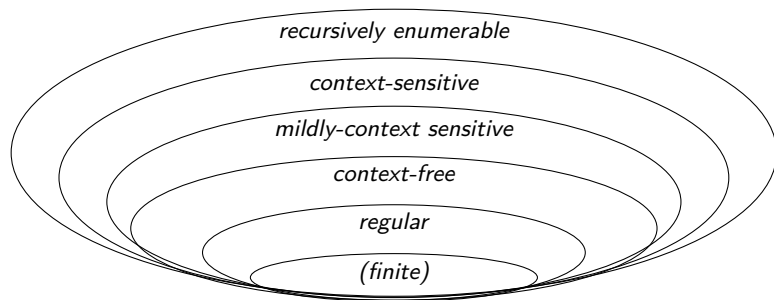 recursively enumerable
context-sensitive
mildly-context sensitive
context-free
regular
(finite)